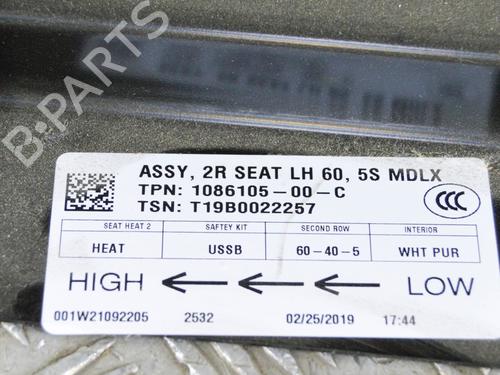 B-PARTS
ASSY, 2R SEAT LH 60, 5S MDLX
TPN: 1086105-00-C
TSN: T19B0022257
CCC
SEAT HEAT 2 SAFTEY KIT SECOND ROW INTERIOR
HEAT USSB 60-40-5 WHT PUR
HIGH LOW
001W21092205 2532 02/25/2019 17:44